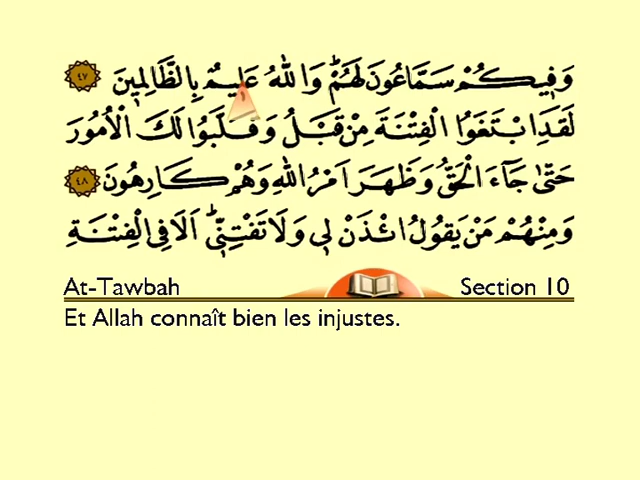 وَفِيكُمْ سَمَّاعُونَ لَهُمْ وَاللّٰهُ عَلِيمٌ بِالظَّالِمِينَ ٤٧
لَقَدِ ابْتَغَوُا الْفِتْنَةَ مِنْ قَبْلُ وَقَلَّبُوا لَكَ الْاُمُورَ
حَتّٰى جَاءَ الْحَقُّ وَظَهَرَ اَمْرُ اللّٰهِ وَهُمْ كَارِهُونَ ٤٨
وَمِنْهُمْ مَنْ يَقُولُ ائْذَنْ لِي وَلَا تَفْتِنِّي اَلَا فِي الْفِتْنَةِ
At-Tawbah Section 10
Et Allah connaît bien les injustes.